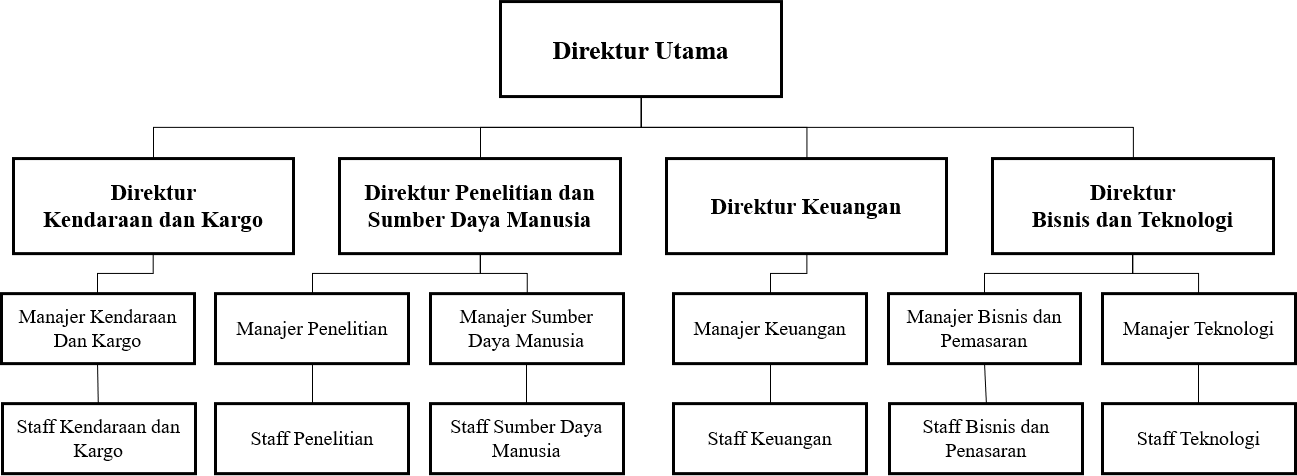 Direktur Utama
Direktur
Kendaraan dan Kargo
Direktur Penelitian dan
Sumber Daya Manusia
Direktur Keuangan
Direktur
Bisnis dan Teknologi
Manajer Kendaraan
Dan Kargo
Manajer Penelitian
Manajer Sumber
Daya Manusia
Manajer Keuangan
Manajer Bisnis dan
Pemasaran
Manajer Teknologi
Staff Kendaraan dan
Kargo
Staff Penelitian
Staff Sumber Daya
Manusia
Staff Keuangan
Staff Bisnis dan
Penasaran
Staff Teknologi